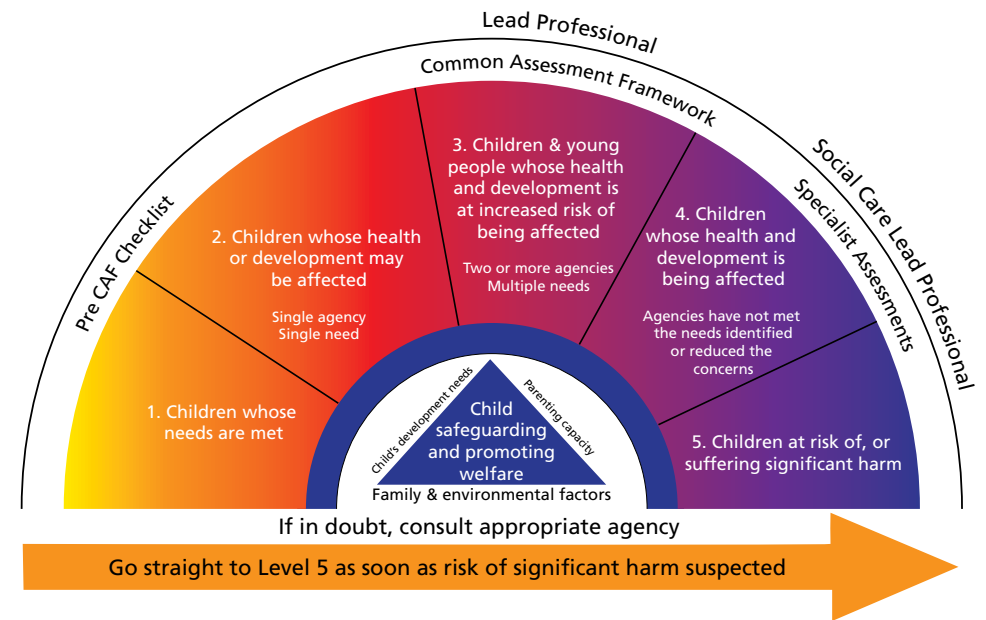 Lead Professional
Common Assessment Framework
Pre CAF Checklist
Social Care Lead Professional
Specialist Assessments
1. Children whose
needs are met
2. Children whose health
or development may
be affected
Single agency
Single need
3. Children & young
people whose health
and development is
at increased risk of
being affected
Two or more agencies
Multiple needs
4. Children
whose health and
development is
being affected
Agencies have not met
the needs identified
or reduced the
concerns
5. Children at risk of, or
suffering significant harm
Child's development needs
Parenting capacity
Child
safeguarding
and promoting
welfare
Family & environmental factors
If in doubt, consult appropriate agency
Go straight to Level 5 as soon as risk of significant harm suspected